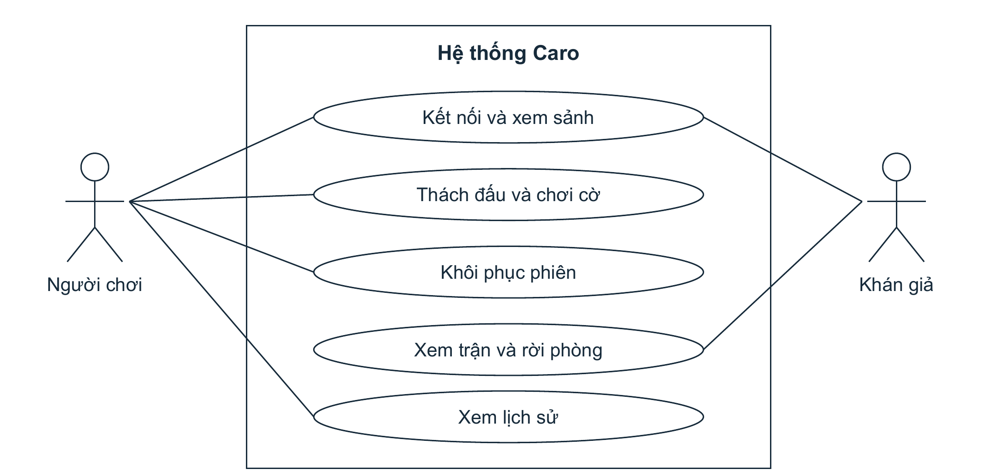 Hệ thống Caro
Kết nối và xem sảnh
Thách đấu và chơi cờ
Khôi phục phiên
Người chơi
Khán giả
Xem trận và rời phòng
Xem lịch sử